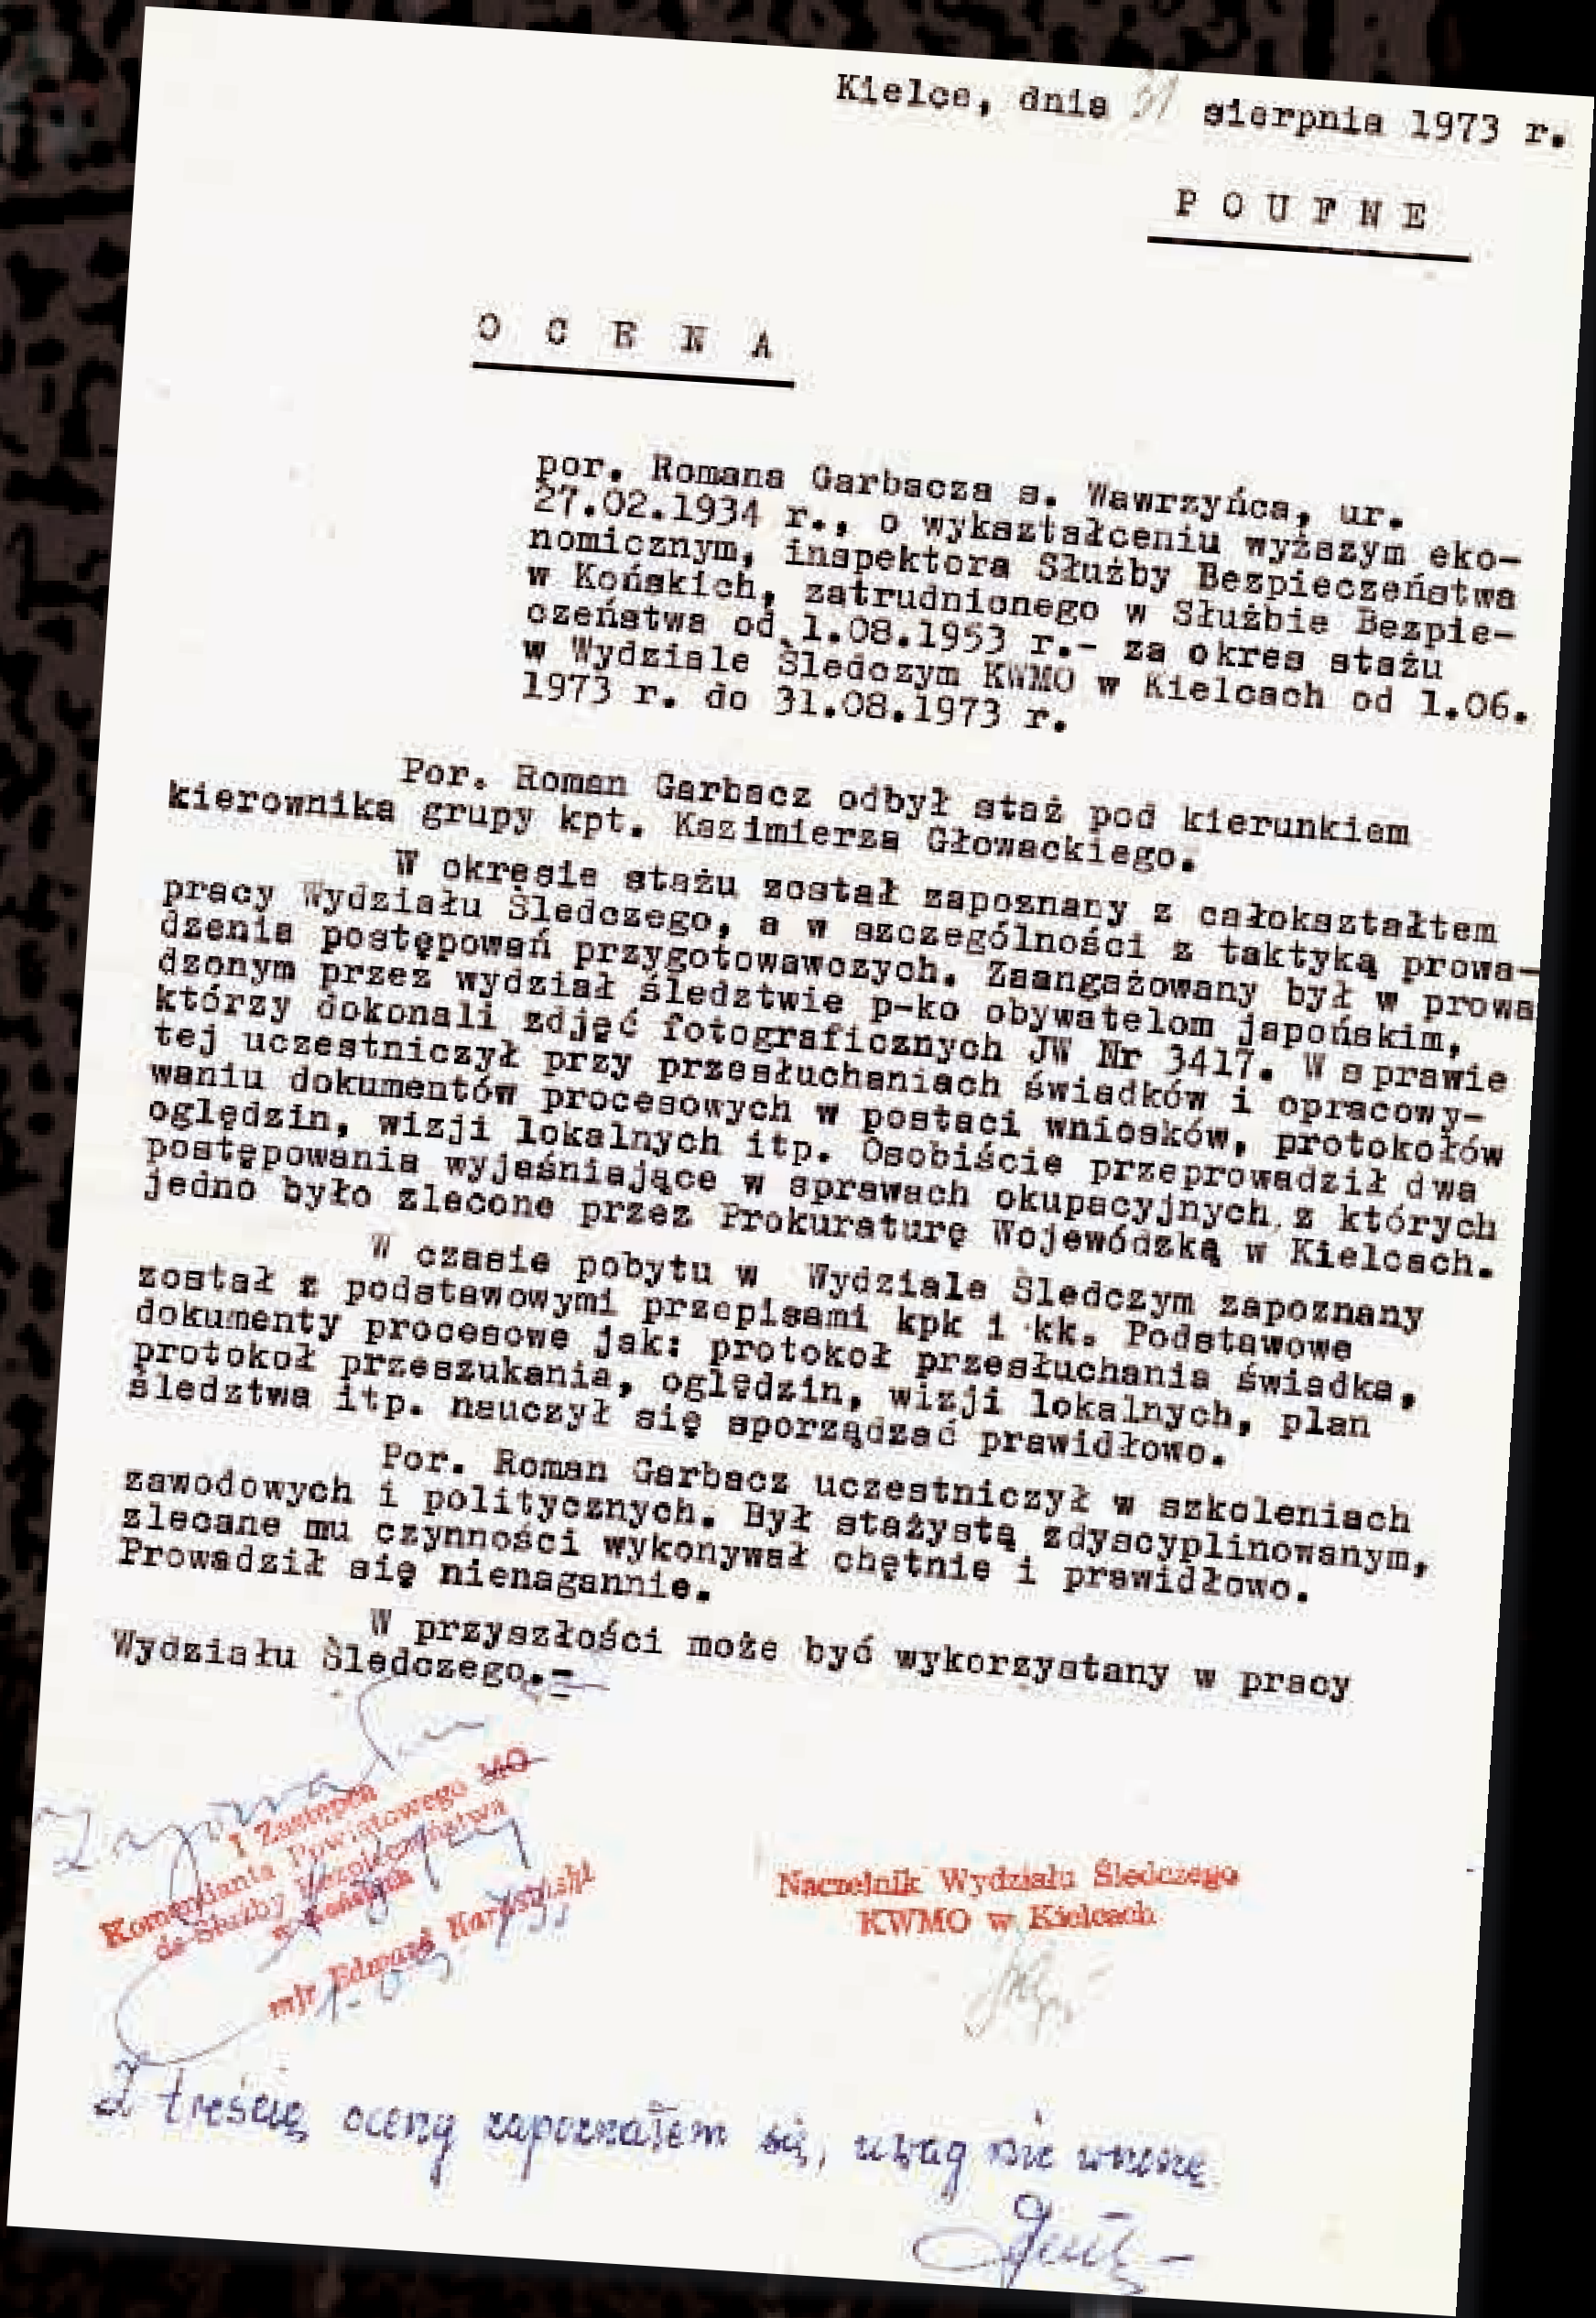 Kielce, dnia 31 sierpnia 1973 r.
P O U F N E
O C E N A
por. Romana Garbacza s. Wawrzyńca, ur.
27.02.1934 r., o wykształceniu wyższym eko-
nomicznym, inspektora Służby Bezpieczeństwa
w Końskich, zatrudnionego w Służbie Bezpie-
czeństwa od 1.08.1953 r.- za okres stażu
w Wydziale Śledczym KWMO w Kielcach od 1.06.
1973 r. do 31.08.1973 r.
Por. Roman Garbacz odbył staż pod kierunkiem
kierownika grupy kpt. Kazimierza Głowackiego.
W okresie stażu został zapoznany z całokształtem
pracy Wydziału Śledczego, a w szczególności z taktyką prowa-
dzenia postępowań przygotowawczych. Zaangażowany był w prowa
dzonym przez wydział śledztwie p-ko obywatelom japońskim,
którzy dokonali zdjęć fotograficznych JW Nr 3417. W sprawie
tej uczestniczył przy przesłuchaniach świadków i opracowy-
waniu dokumentów procesowych w postaci wniosków, protokołów
oględzin, wizji lokalnych itp. Osobiście przeprowadził dwa
postępowania wyjaśniające w sprawach okupacyjnych z których
jedno było zlecone przez Prokuraturę Wojewódzką w Kielcach.
W czasie pobytu w Wydziale Śledczym zapoznany
został z podstawowymi przepisami kpk i kk. Podstawowe
dokumenty procesowe jak: protokoł przesłuchania świadka,
protokoł przeszukania, oględzin, wizji lokalnych, plan
śledztwa itp. nauczył się sporządzać prawidłowo.
Por. Roman Garbacz uczestniczył w szkoleniach
zawodowych i politycznych. Był stażystą zdyscyplinowanym,
zlecane mu czynności wykonywał chętnie i prawidłowo.
Prowadził się nienagannie.
W przyszłości może być wykorzystany w pracy
Wydziału Śledczego.=
I Zastępca
Komendanta Powiatowego MO
ds Służby Bezpieczeństwa
w Końskich
mjr Edward
Naczelnik Wydziału Śledczego
KWMO w Kielcach
Z treścią oceny zapoznałem się, uwag nie wnoszę